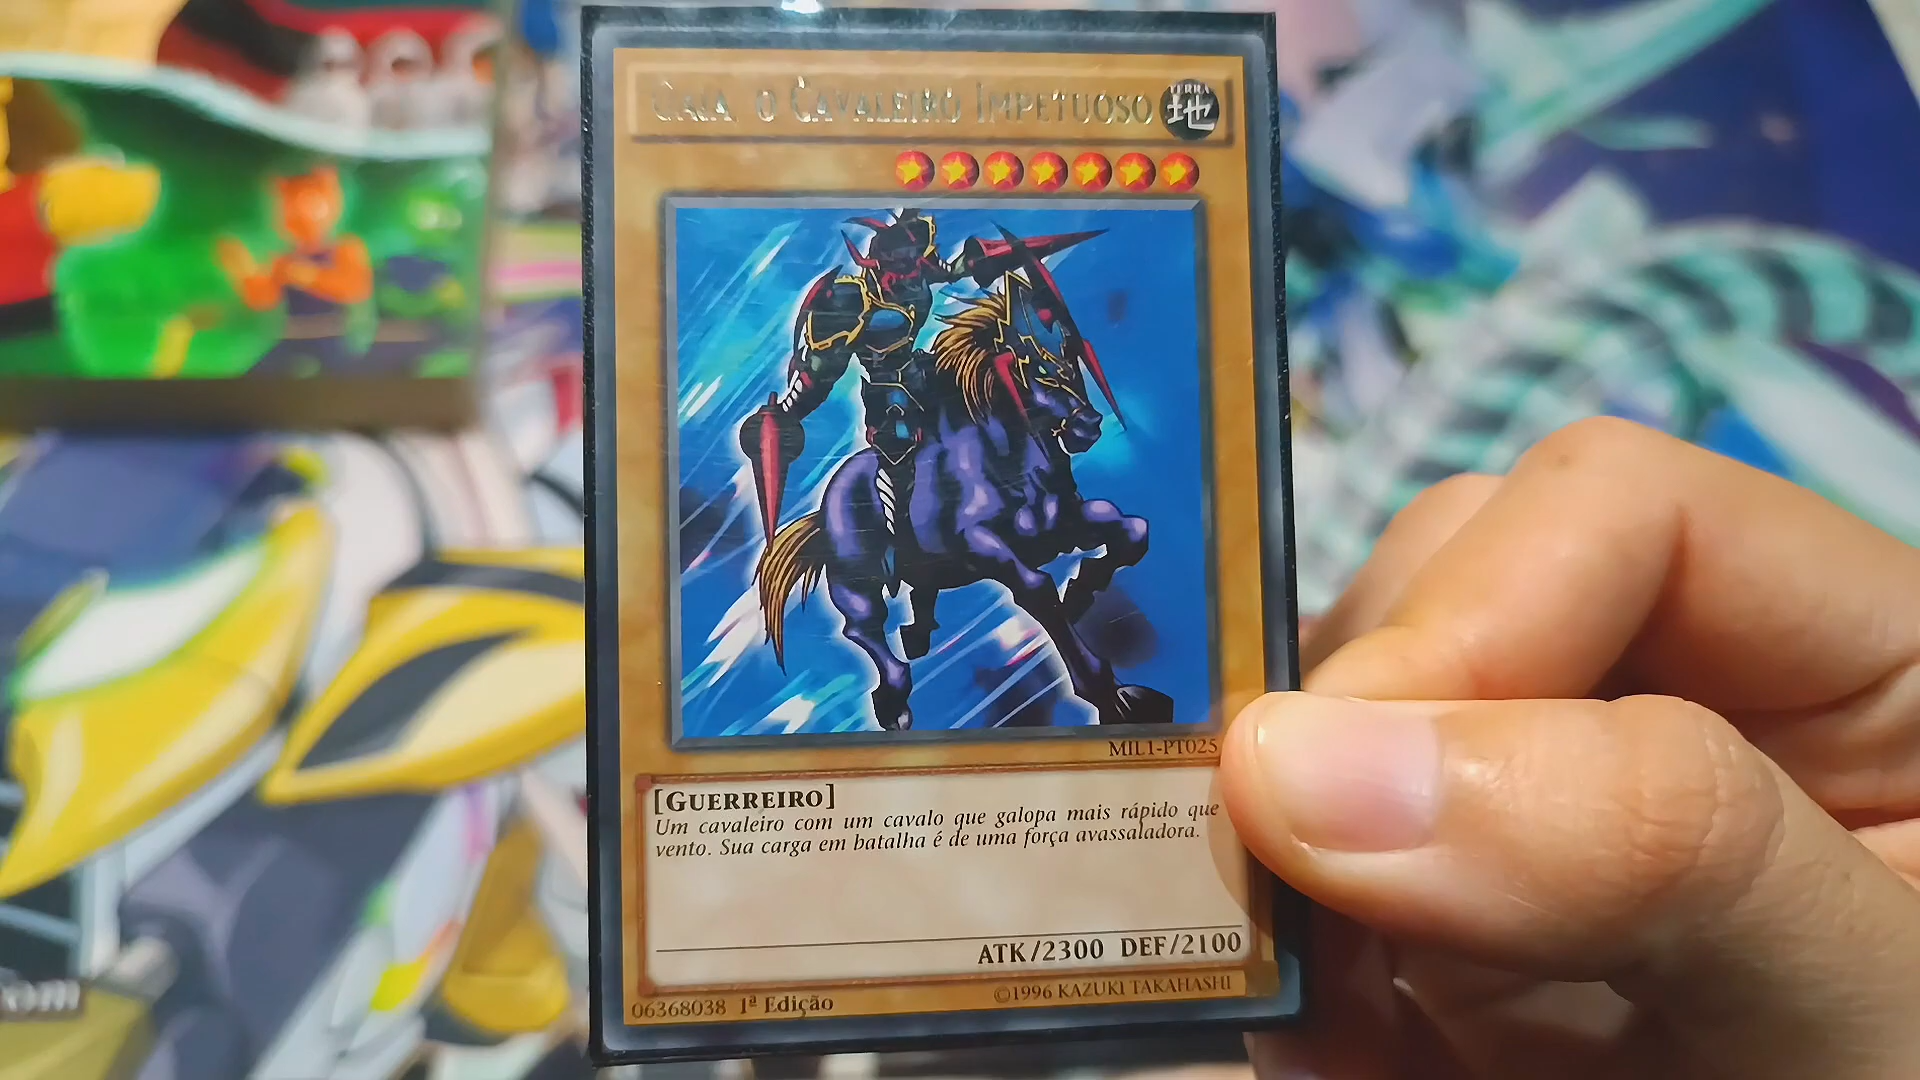 Gaia, o Cavaleiro Impetuoso
TERRA
地
MIL1-PT025
[Guerreiro]
Um cavaleiro com um cavalo que galopa mais rápido que
vento. Sua carga em batalha é de uma força avassaladora.
ATK/2300 DEF/2100
06368038 1ª Edição
©1996 KAZUKI TAKAHASHI
om